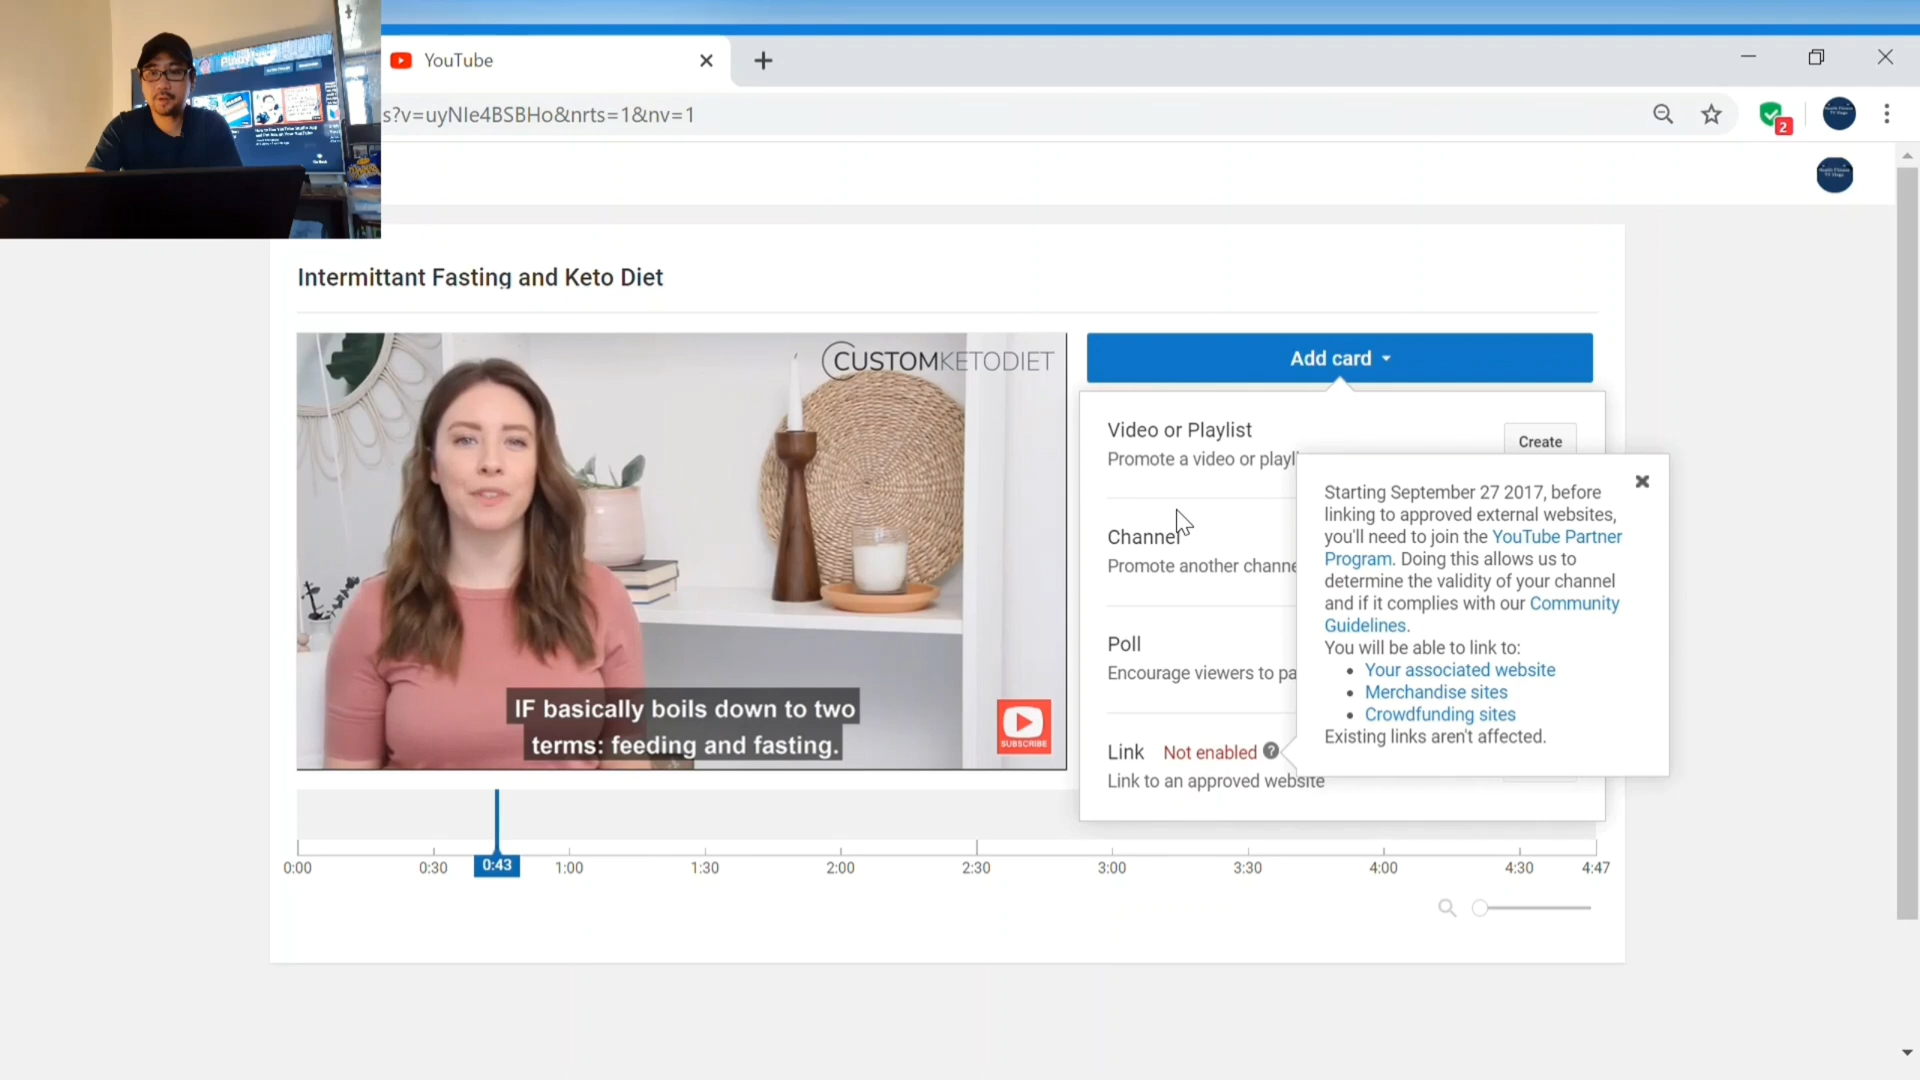 YouTube
s?v=uyNIe4BSBHo&nrts=1&nv=1
2
Intermittant Fasting and Keto Diet
CUSTOMKETODIET
IF basically boils down to two
terms: feeding and fasting.
SUBSCRIBE
Add card
Video or Playlist
Create
Promote a video or playl
Channel
Promote another channe
Poll
Encourage viewers to pa
Link Not enabled ?
Link to an approved website
Starting September 27 2017, before
linking to approved external websites,
you'll need to join the YouTube Partner
Program. Doing this allows us to
determine the validity of your channel
and if it complies with our Community
Guidelines.
You will be able to link to:
• Your associated website
• Merchandise sites
• Crowdfunding sites
Existing links aren't affected.
0:00 0:30 0:43 1:00 1:30 2:00 2:30 3:00 3:30 4:00 4:30 4:47